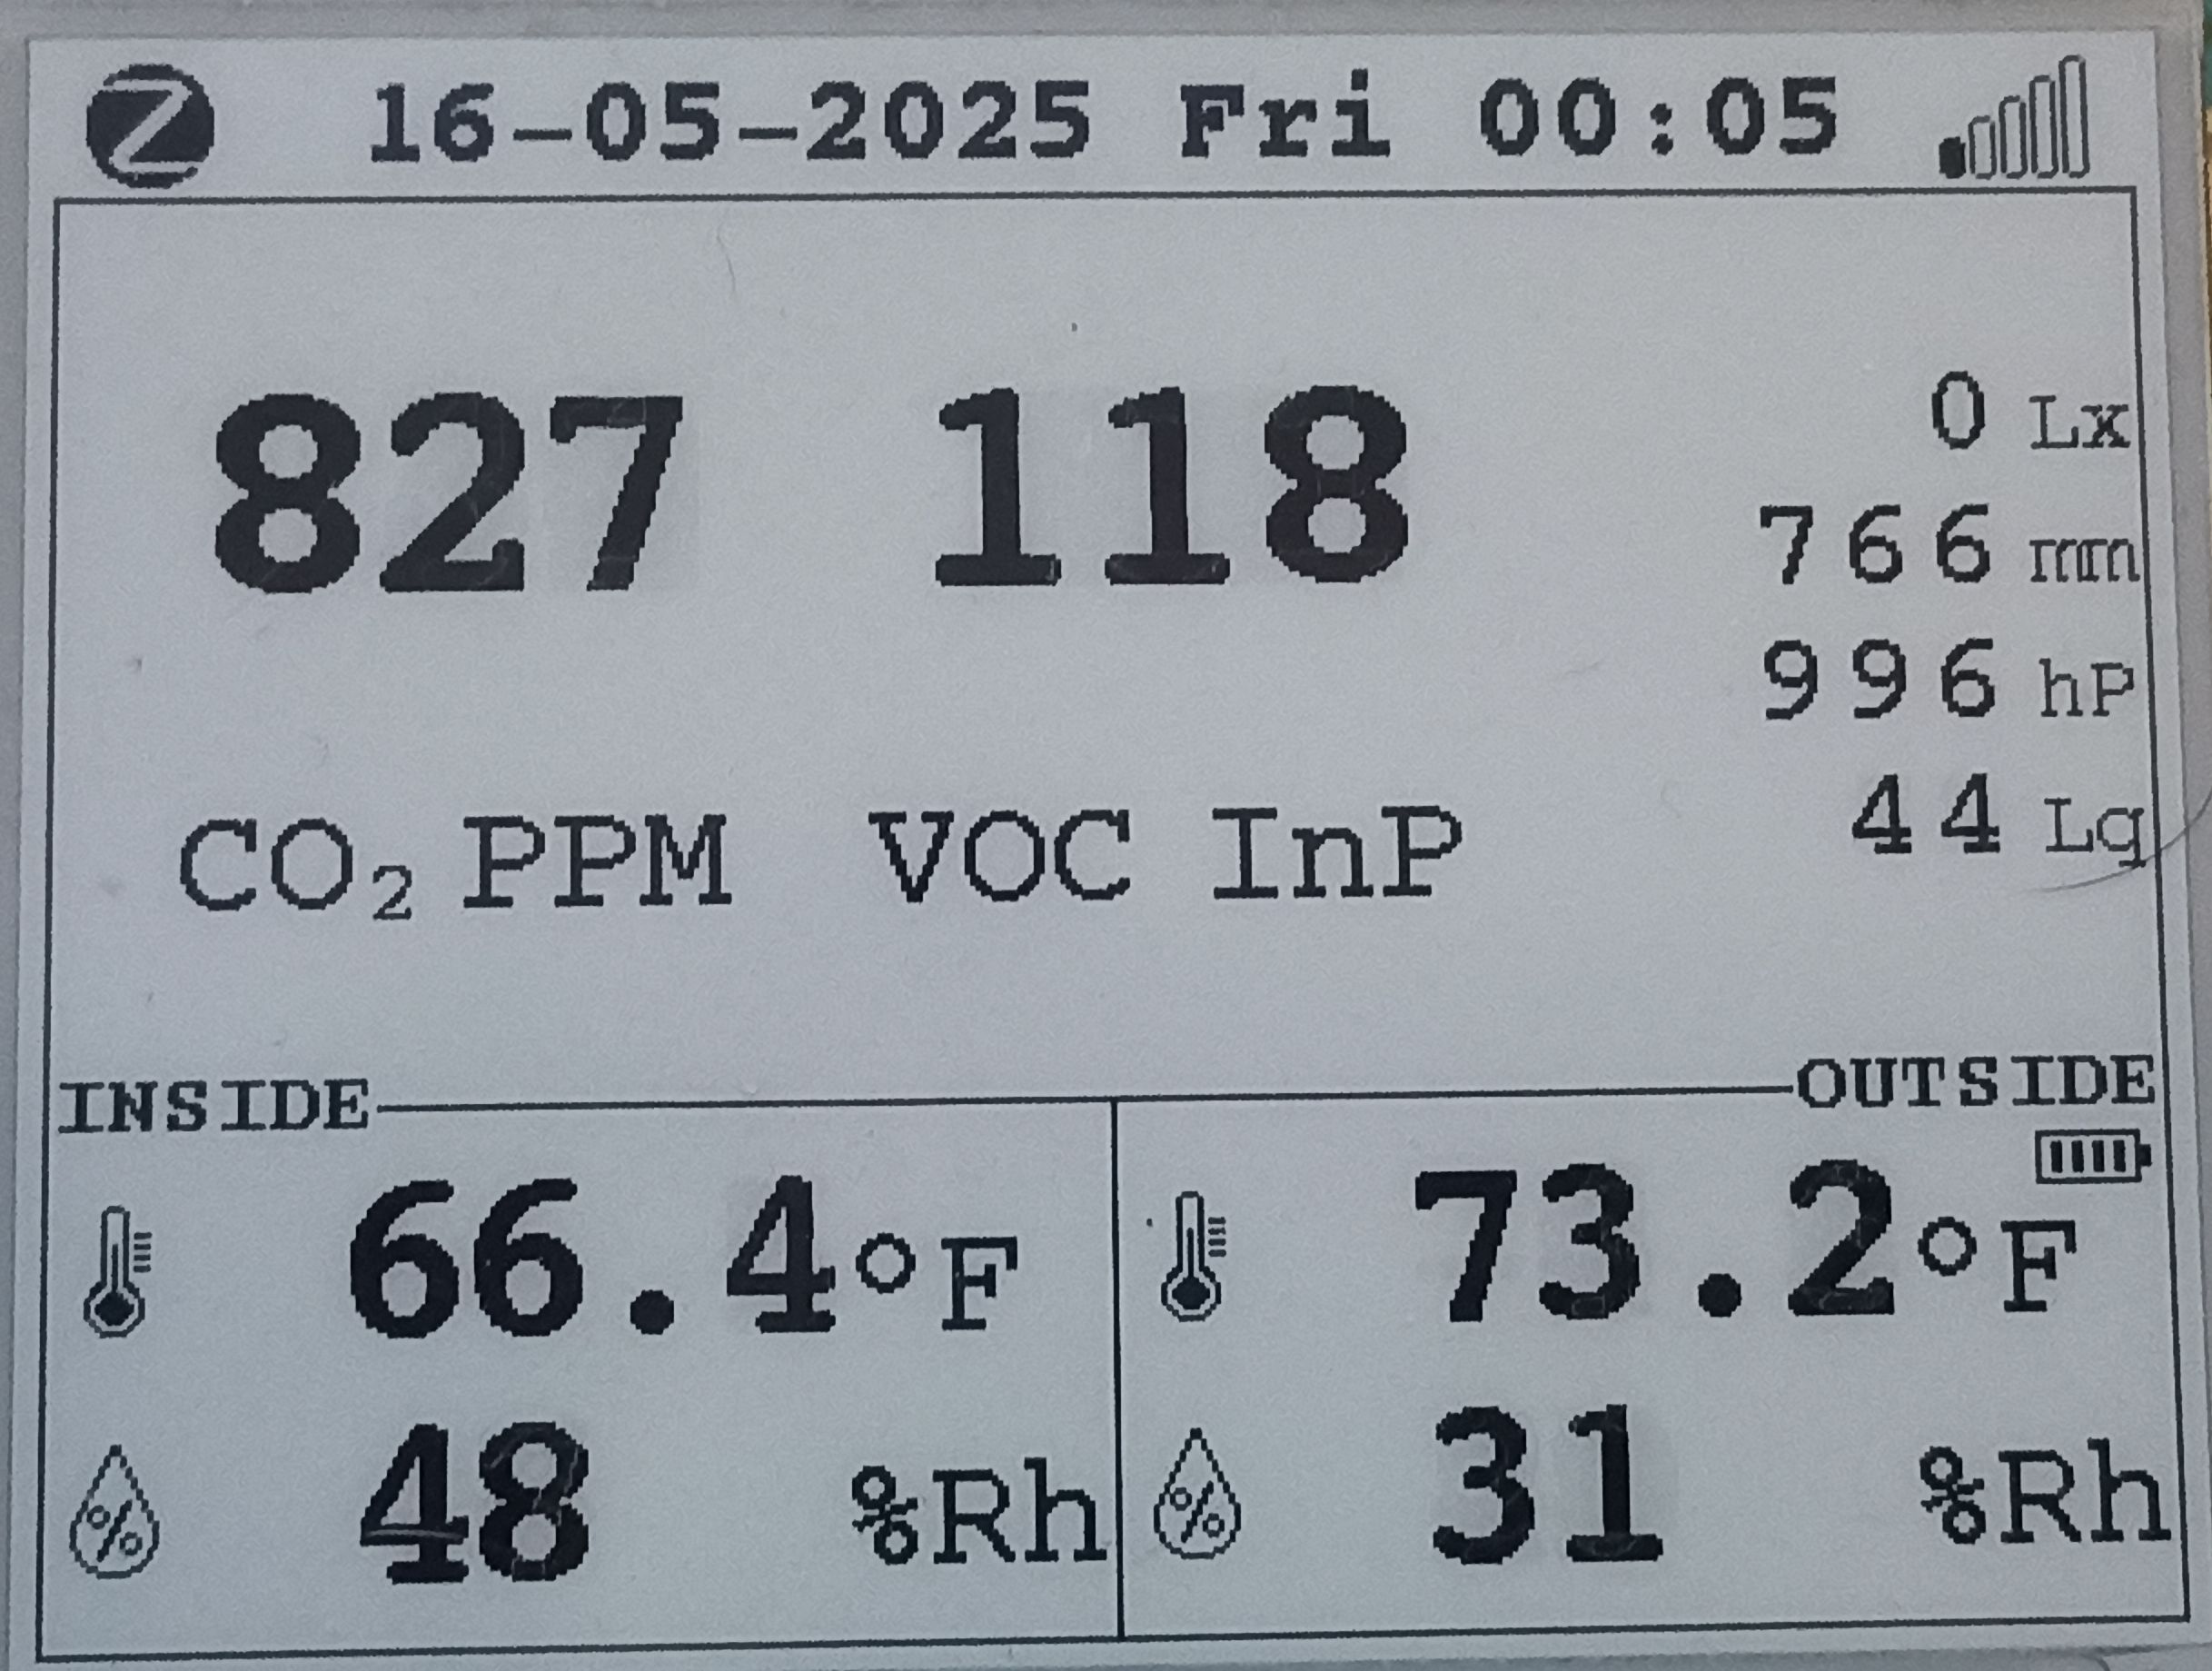 Z 16-05-2025 Fri 00:05
827 118
0 Lx
766 mm
996 hP
44 Lg
CO₂ PPM VOC InP
INSIDE OUTSIDE
66.4°F 73.2°F
48 %Rh 31 %Rh